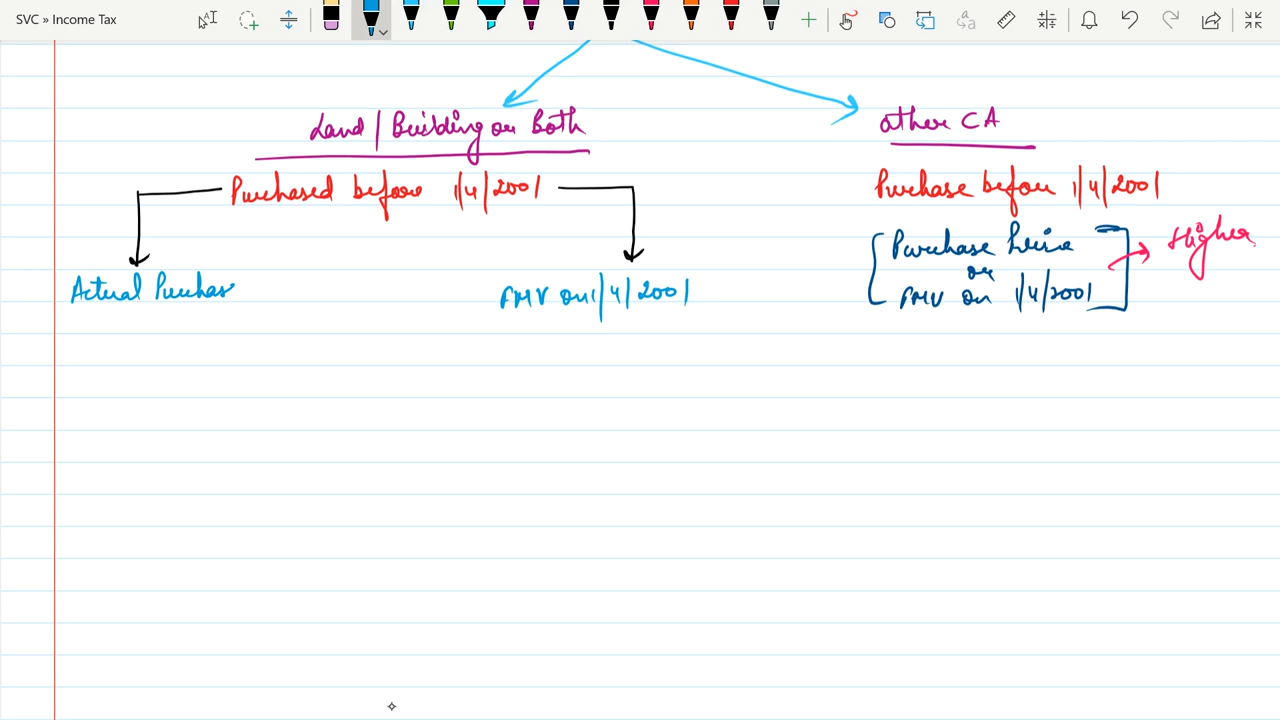 SVC » Income Tax
Land / Building or Both
Purchased before 1/4/2001
Actual Purchas
FMV on 1/4/2001
other CA
Purchase before 1/4/2001
Purchase Price
or
FMV on 1/4/2001
Higher